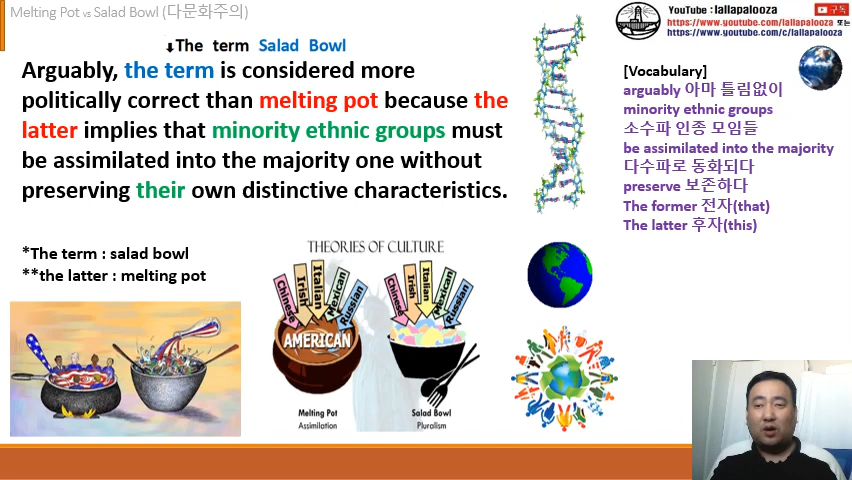 Melting Pot vs Salad Bowl (다문화주의)
YouTube : lallapalooza
구독
https://www.youtube.com/lallapalooza 또는
https://www.youtube.com/c/lallapalooza
↓The term Salad Bowl
Arguably, the term is considered more
politically correct than melting pot because the
latter implies that minority ethnic groups must
be assimilated into the majority one without
preserving their own distinctive characteristics.
[Vocabulary]
arguably 아마 틀림없이
minority ethnic groups
소수파 인종 모임들
be assimilated into the majority
다수파로 동화되다
preserve 보존하다
The former 전자(that)
The latter 후자(this)
*The term : salad bowl
**the latter : melting pot
THEORIES OF CULTURE
Chinese
Irish
Italian
Mexican
Russian
AMERICAN
Chinese
Irish
Italian
Mexican
Russian
Melting Pot
Assimilation
Salad Bowl
Pluralism